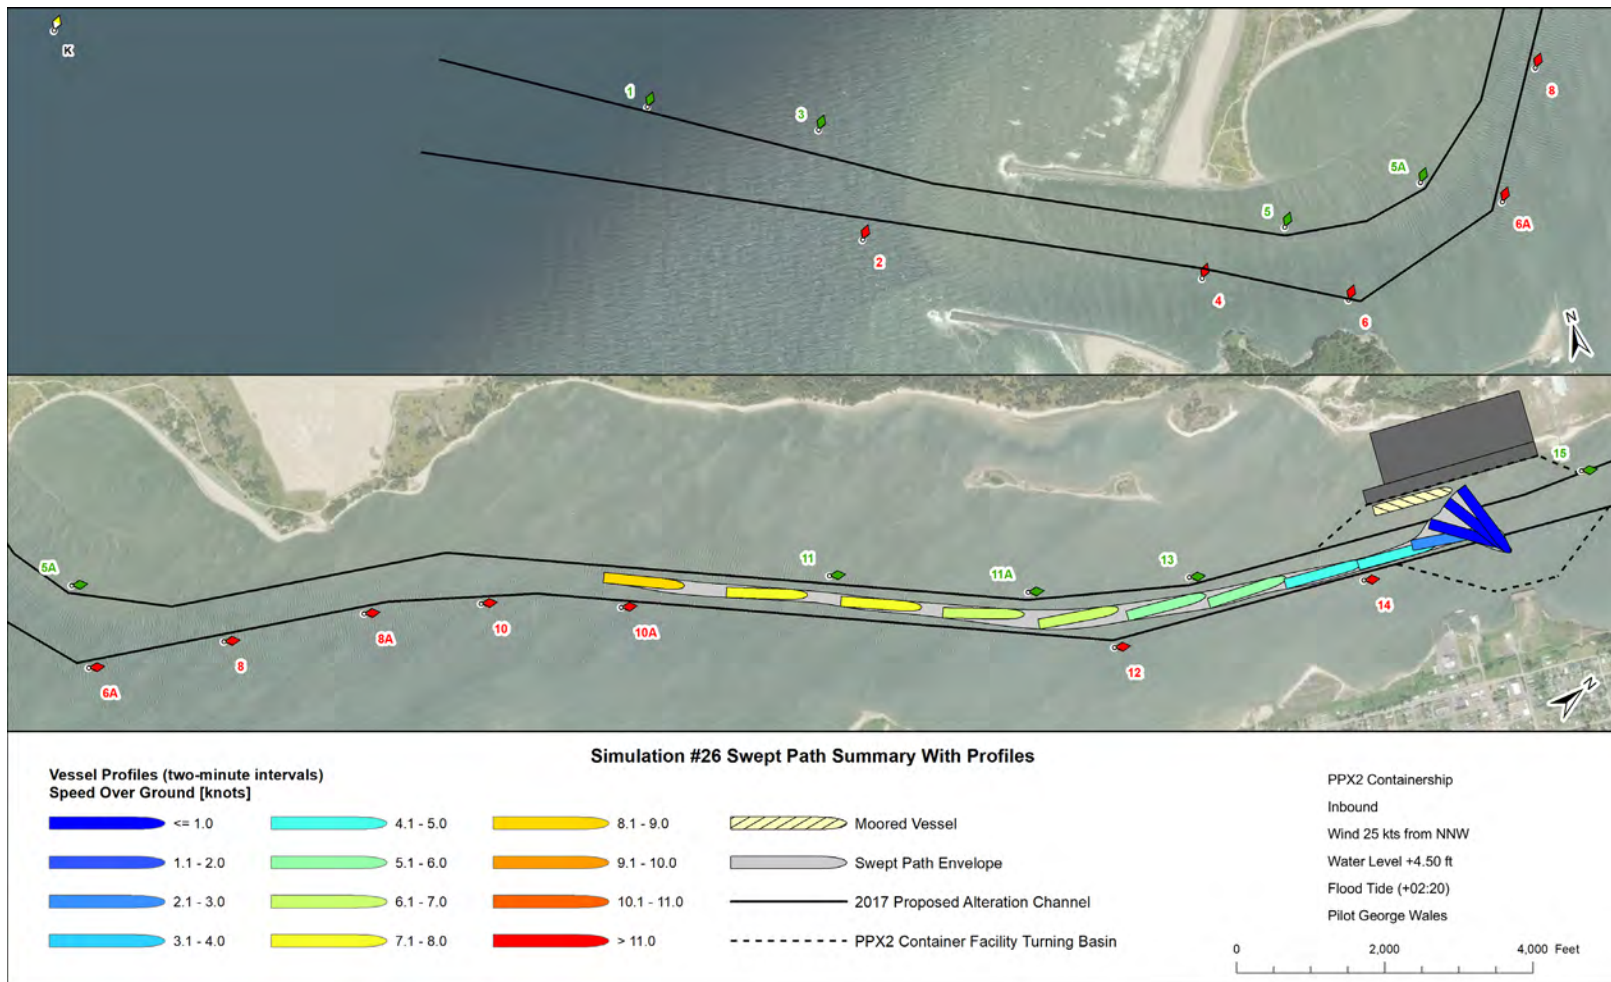 K
1
3
5
5A
8
6A
2
4
6
N
5A
11
11A
13
15
6A
8
8A
10
10A
12
14
N
Simulation #26 Swept Path Summary With Profiles
Vessel Profiles (two-minute intervals)
Speed Over Ground [knots]
<= 1.0
1.1 - 2.0
2.1 - 3.0
3.1 - 4.0
4.1 - 5.0
5.1 - 6.0
6.1 - 7.0
7.1 - 8.0
8.1 - 9.0
9.1 - 10.0
10.1 - 11.0
> 11.0
Moored Vessel
Swept Path Envelope
2017 Proposed Alteration Channel
PPX2 Container Facility Turning Basin
PPX2 Containership
Inbound
Wind 25 kts from NNW
Water Level +4.50 ft
Flood Tide (+02:20)
Pilot George Wales
0 2,000 4,000 Feet